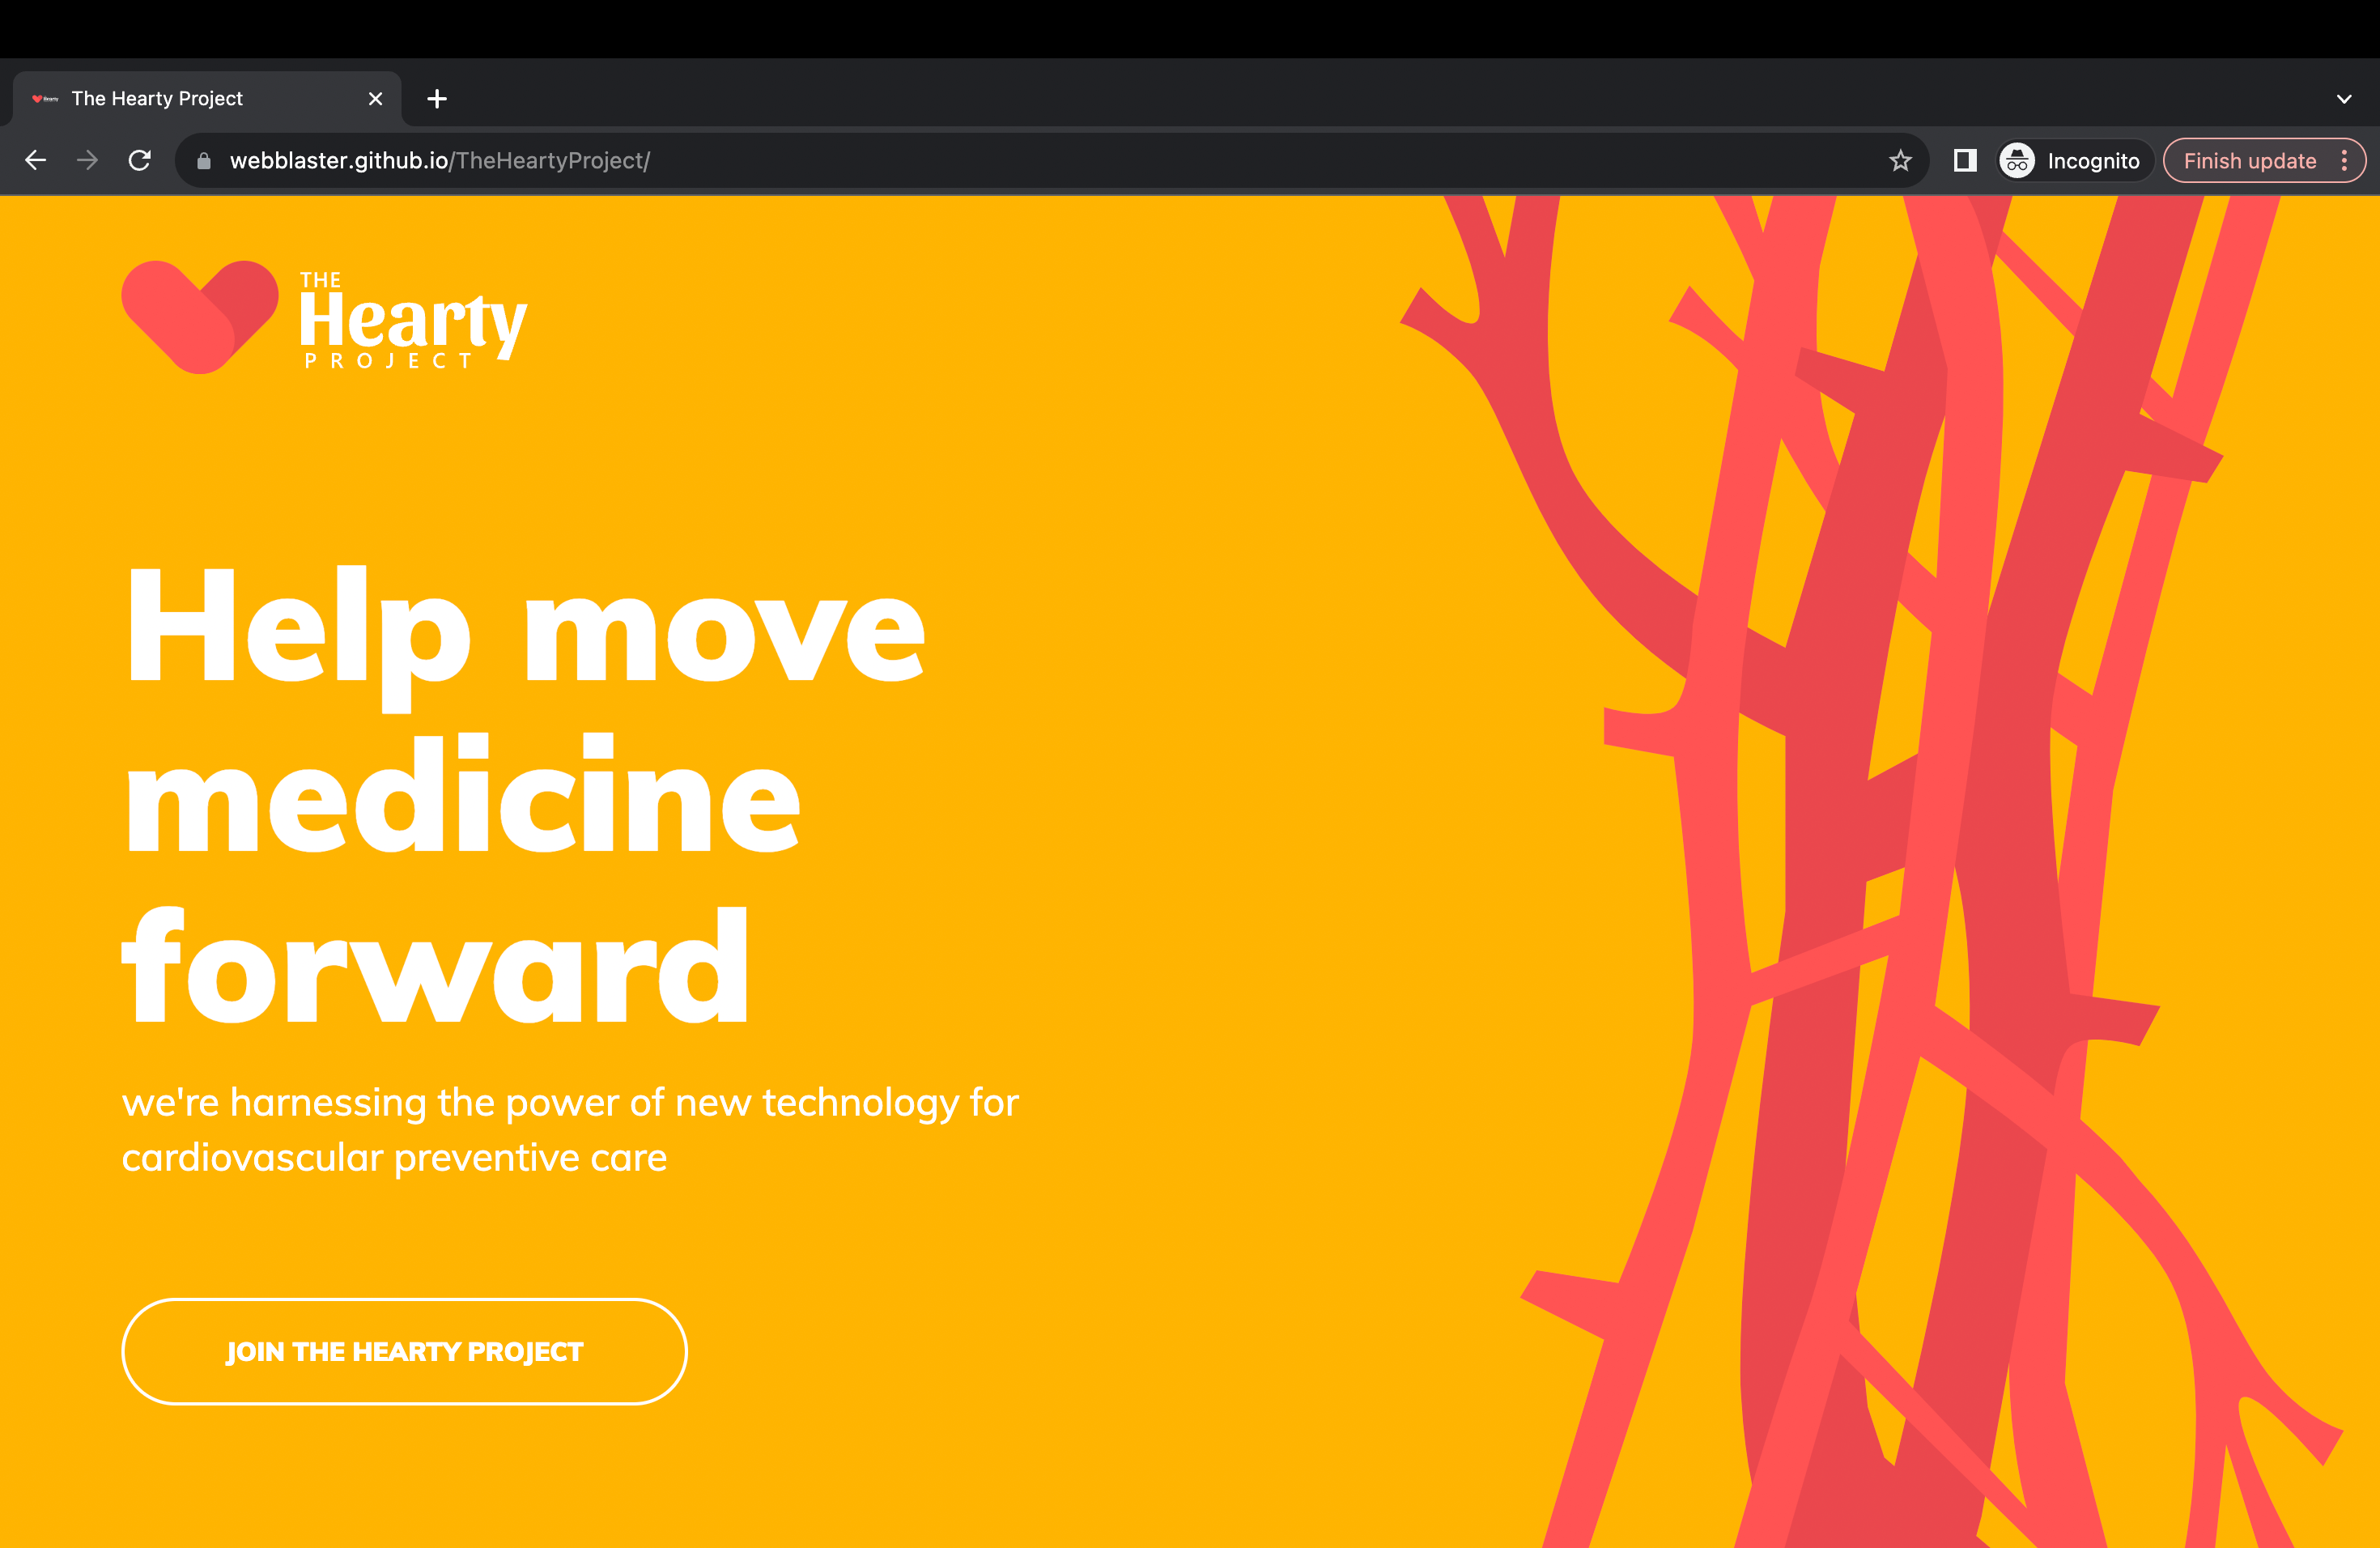 The Hearty Project
webblaster.github.io/TheHeartyProject/
Incognito
Finish update
THE
Hearty
PROJECT
Help move
medicine
forward
we're harnessing the power of new technology for
cardiovascular preventive care
JOIN THE HEARTY PROJECT